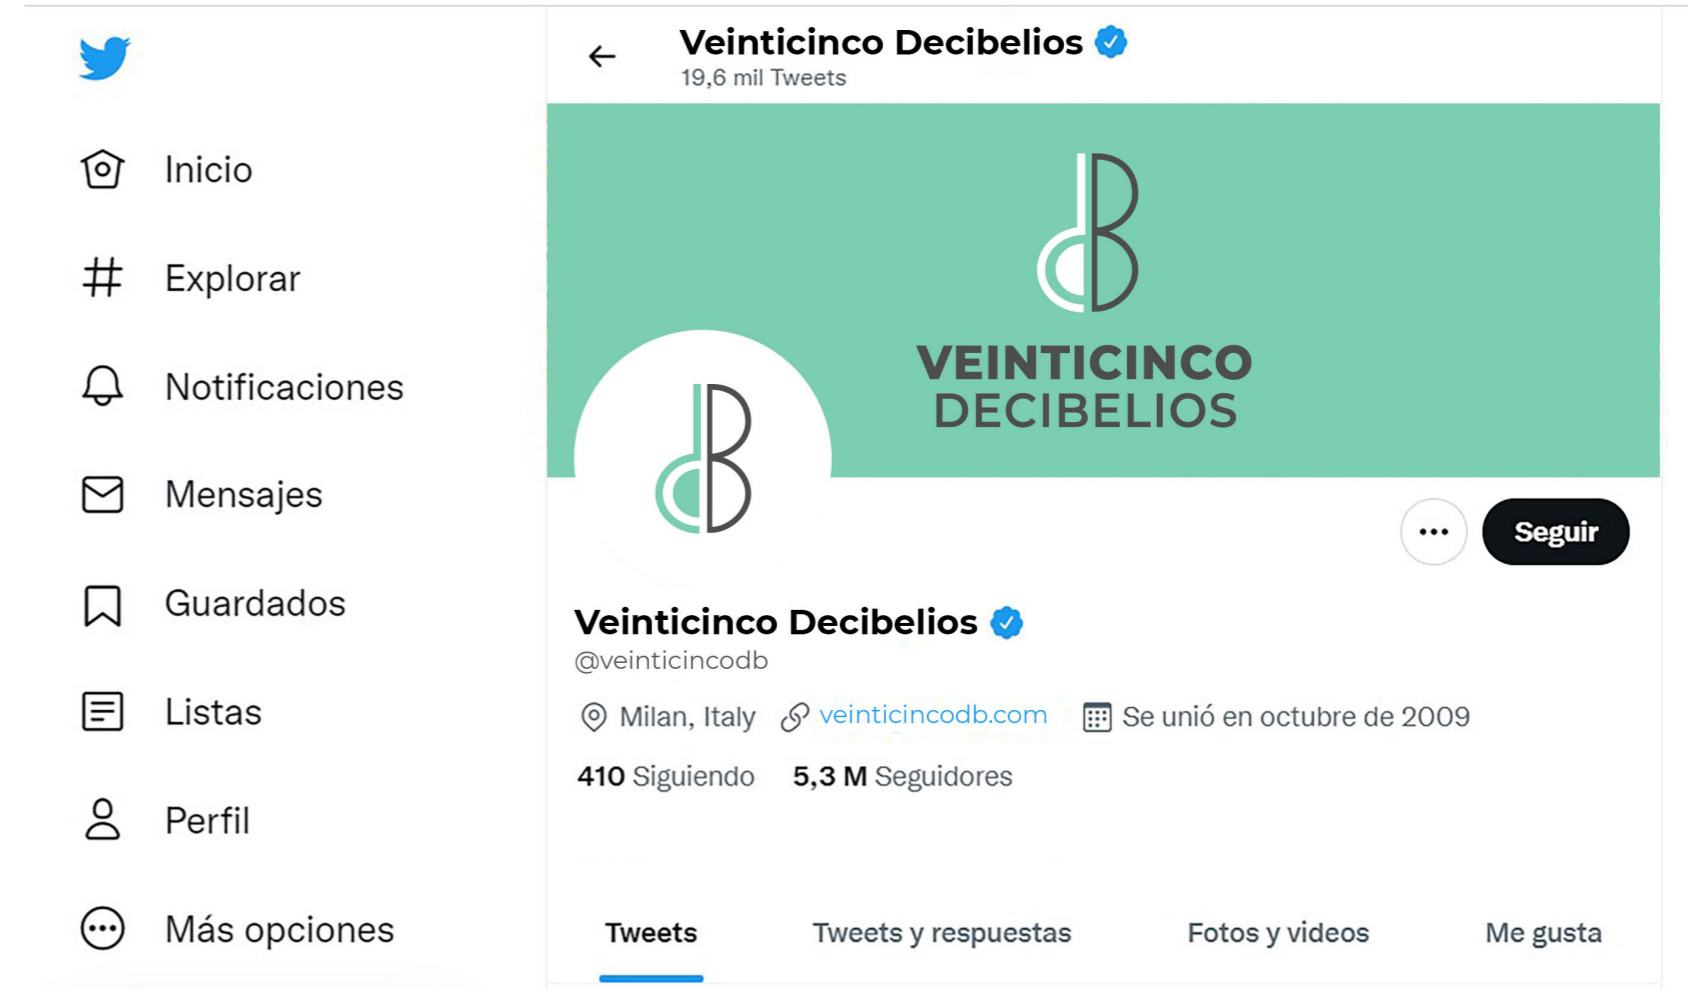 Inicio
Explorar
Notificaciones
Mensajes
Guardados
Listas
Perfil
Más opciones
Veinticinco Decibelios
19,6 mil Tweets
VEINTICINCO
DECIBELIOS
Seguir
Veinticinco Decibelios
@veinticincodb
Milan, Italy veinticincodb.com Se unió en octubre de 2009
410 Siguiendo 5,3 M Seguidores
Tweets Tweets y respuestas Fotos y videos Me gusta